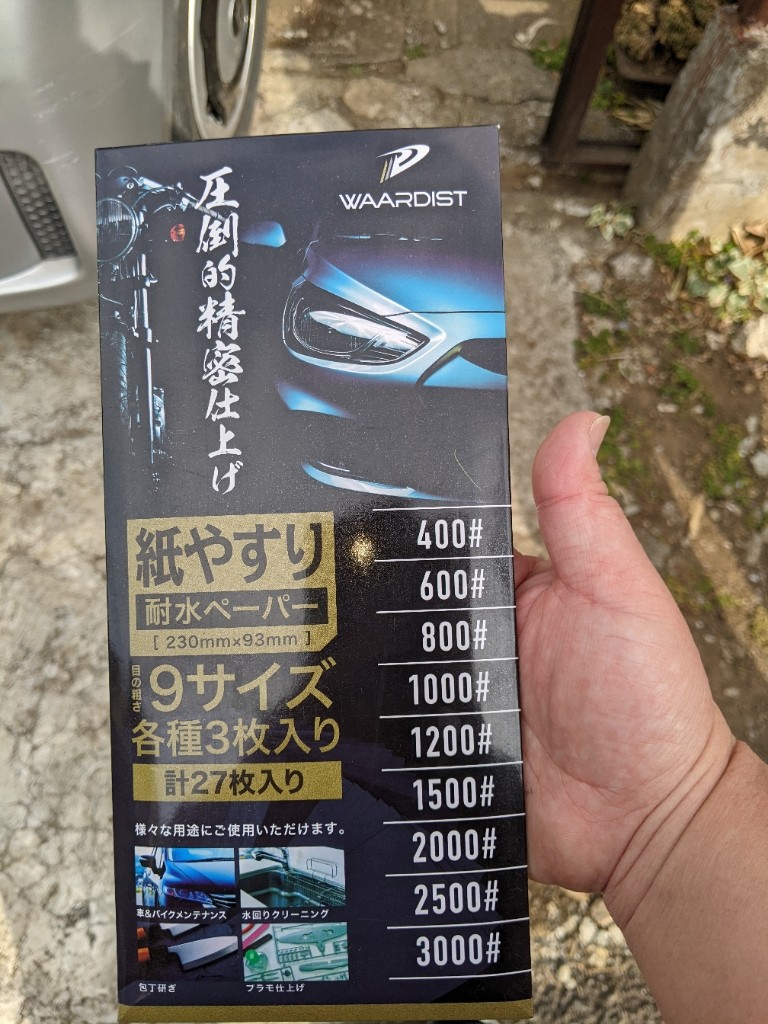 WAARDIST
圧倒的精密仕上げ
紙やすり
耐水ペーパー
[ 230mm×93mm ]
目の粗さ
9サイズ
各種3枚入り
計27枚入り
400#
600#
800#
1000#
1200#
1500#
2000#
2500#
3000#
様々な用途にご使用いただけます。
車&バイクメンテナンス
水回りクリーニング
包丁研ぎ
プラモ仕上げ